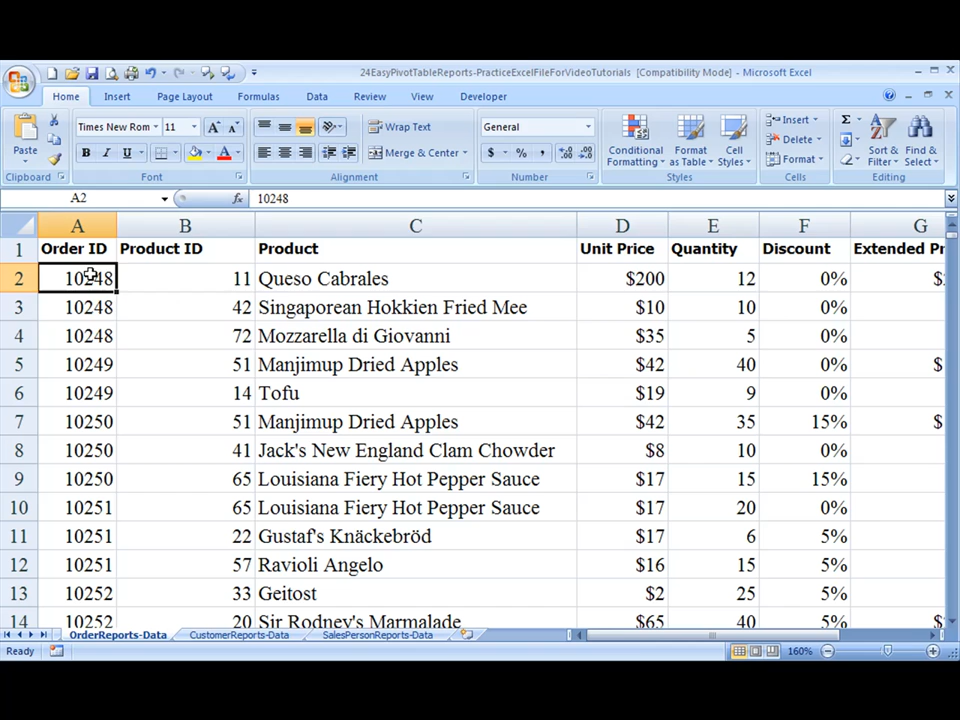 24EasyPivotTableReports-PracticeExcelFileForVideoTutorials [Compatibility Mode] - Microsoft Excel
Home Insert Page Layout Formulas Data Review View Developer
Times New Rom 11 A A Wrap Text General Insert Σ
Paste B I U A Merge & Center $ % , Conditional Formatting Format as Table Cell Styles Delete Format Sort & Filter Find & Select
Clipboard Font Alignment Number Styles Cells Editing
A2 fx 10248
A B C D E F G
1 Order ID Product ID Product Unit Price Quantity Discount Extended Pr
2 10248 11 Queso Cabrales $200 12 0% $
3 10248 42 Singaporean Hokkien Fried Mee $10 10 0%
4 10248 72 Mozzarella di Giovanni $35 5 0%
5 10249 51 Manjimup Dried Apples $42 40 0% $
6 10249 14 Tofu $19 9 0%
7 10250 51 Manjimup Dried Apples $42 35 15% $
8 10250 41 Jack's New England Clam Chowder $8 10 0%
9 10250 65 Louisiana Fiery Hot Pepper Sauce $17 15 15%
10 10251 65 Louisiana Fiery Hot Pepper Sauce $17 20 0%
11 10251 22 Gustaf's Knäckebröd $17 6 5%
12 10251 57 Ravioli Angelo $16 15 5%
13 10252 33 Geitost $2 25 5%
14 10252 20 Sir Rodney's Marmalade $65 40 5% $
OrderReports-Data CustomerReports-Data SalesPersonReports-Data
Ready 160%